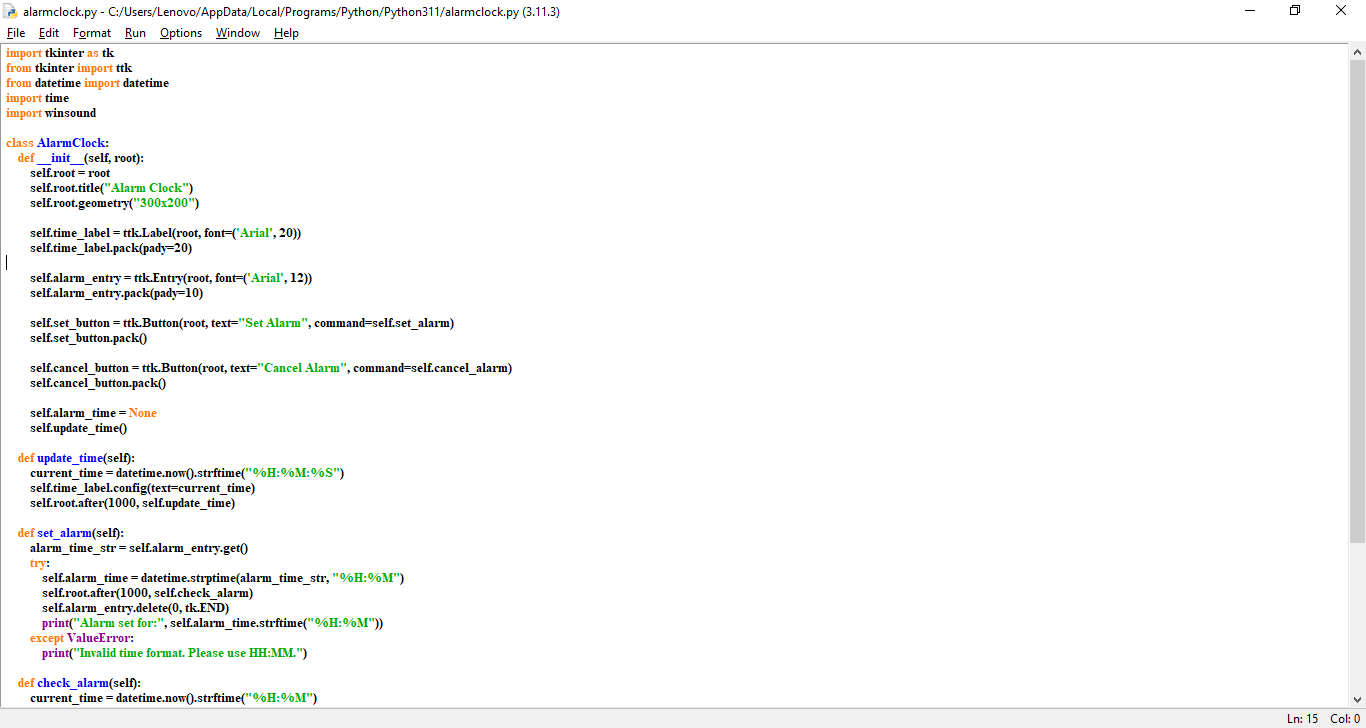 alarmclock.py - C:/Users/Lenovo/AppData/Local/Programs/Python/Python311/alarmclock.py (3.11.3)
File Edit Format Run Options Window Help
import tkinter as tk
from tkinter import ttk
from datetime import datetime
import time
import winsound

class AlarmClock:
    def __init__(self, root):
        self.root = root
        self.root.title("Alarm Clock")
        self.root.geometry("300x200")

        self.time_label = ttk.Label(root, font=('Arial', 20))
        self.time_label.pack(pady=20)

        self.alarm_entry = ttk.Entry(root, font=('Arial', 12))
        self.alarm_entry.pack(pady=10)

        self.set_button = ttk.Button(root, text="Set Alarm", command=self.set_alarm)
        self.set_button.pack()

        self.cancel_button = ttk.Button(root, text="Cancel Alarm", command=self.cancel_alarm)
        self.cancel_button.pack()

        self.alarm_time = None
        self.update_time()

    def update_time(self):
        current_time = datetime.now().strftime("%H:%M:%S")
        self.time_label.config(text=current_time)
        self.root.after(1000, self.update_time)

    def set_alarm(self):
        alarm_time_str = self.alarm_entry.get()
        try:
            self.alarm_time = datetime.strptime(alarm_time_str, "%H:%M")
            self.root.after(1000, self.check_alarm)
            self.alarm_entry.delete(0, tk.END)
            print("Alarm set for:", self.alarm_time.strftime("%H:%M"))
        except ValueError:
            print("Invalid time format. Please use HH:MM.")

    def check_alarm(self):
        current_time = datetime.now().strftime("%H:%M")
Ln: 15 Col: 0